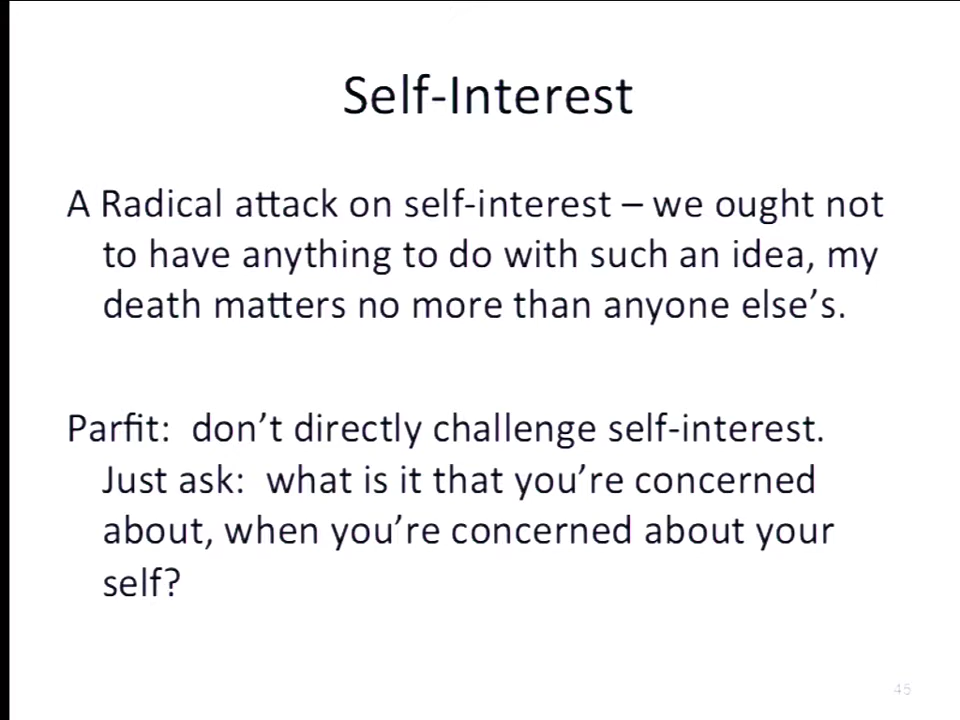 Self-Interest
A Radical attack on self-interest – we ought not
to have anything to do with such an idea, my
death matters no more than anyone else’s.
Parfit:  don’t directly challenge self-interest.
Just ask:  what is it that you’re concerned
about, when you’re concerned about your
self?
45